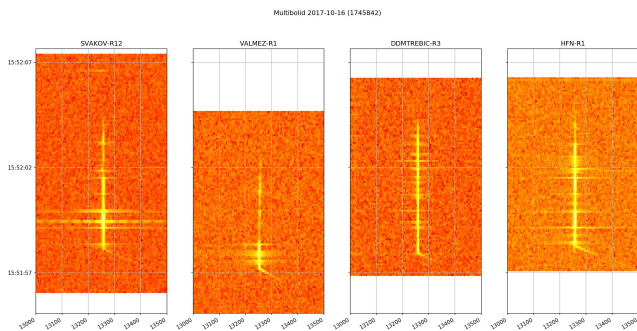 Multibolid 2017-10-16 (1745842)
SVAKOV-R12
VALMEZ-R1
DDMTREBIC-R3
HFN-R1
15:52:07
15:52:02
15:51:57
13000 13100 13200 13300 13400 13500
13000 13100 13200 13300 13400 13500
13000 13100 13200 13300 13400 13500
13000 13100 13200 13300 13400 13500